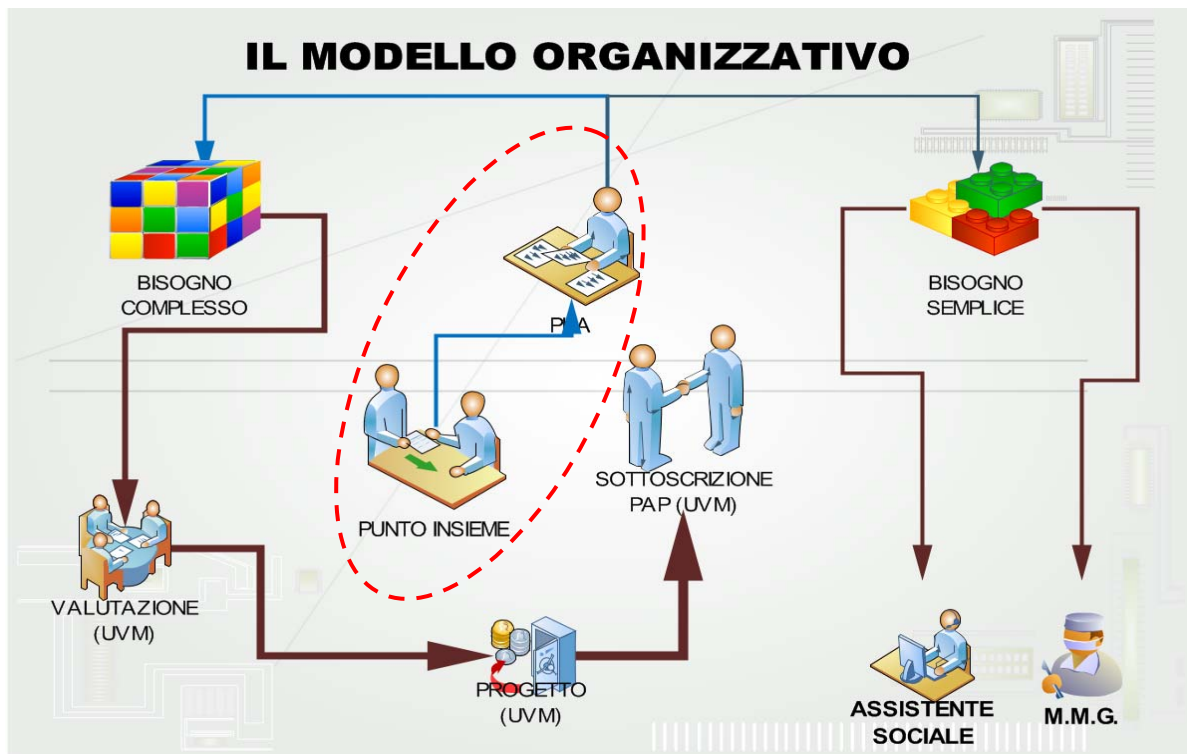 IL MODELLO ORGANIZZATIVO
BISOGNO
COMPLESSO
BISOGNO
SEMPLICE
PUNTO INSIEME
SOTTOSCRIZIONE
PAP (UVM)
VALUTAZIONE
(UVM)
PROGETTO
(UVM)
ASSISTENTE
SOCIALE
M.M.G.